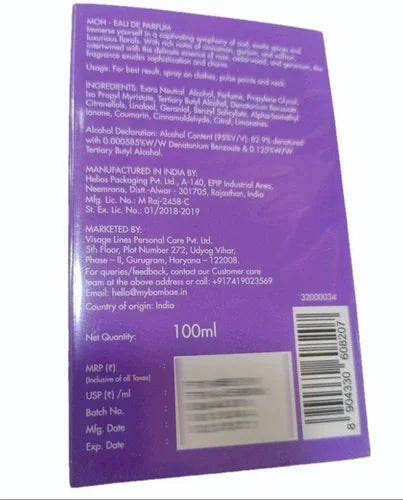 MOH - EAU DE PARFUM
Immerse yourself in a captivating symphony of oud, exotic spices and
luxurious florals. With rich notes of cinnamon, gurjum, and saffron,
intertwined with the delicate essence of rose, cedarwood, and geranium, this
fragrance exudes sophistication and charm.
Usage: For best result, spray on clothes, pulse points and neck.
INGREDIENTS: Extra Neutral Alcohol, Perfume, Propylene Glycol,
Iso Propyl Myristate, Tertiary Butyl Alcohol, Denatonium Benzoate,
Citronellols, Linalool, Geraniol, Benzyl Salicylate, Alpha-Isomethyl
Ionone, Coumarin, Cinnamaldehyde, Citral, Limonenes.
Alcohol Declaration: Alcohol Content (95%V/V): 82.9% denatured
with 0.000585%W/W Denatonium Benzoate & 0.125%W/W
Tertiary Butyl Alcohol.
MANUFACTURED IN INDIA BY:
Helios Packaging Pvt. Ltd., A-140, EPIP Industrial Area,
Neemrana, Distt.-Alwar - 301705, Rajasthan, India
Mfg. Lic. No.: M Raj-2458-C
St. Ex. Lic. No.: 01/2018-2019
MARKETED BY:
Visage Lines Personal Care Pvt. Ltd.
5th Floor, Plot Number 272, Udyog Vihar,
Phase – II, Gurugram, Haryana – 122008.
For queries/feedback, contact our Customer care
team at the above address or call on: +917419023569
Email: hello@mybombae.com
Country of origin: India
32000034
Net Quantity: 100ml
MRP (₹)
(Inclusive of all Taxes)
USP (₹) /ml
Batch No.
Mfg. Date
Exp. Date
8 904330 608207